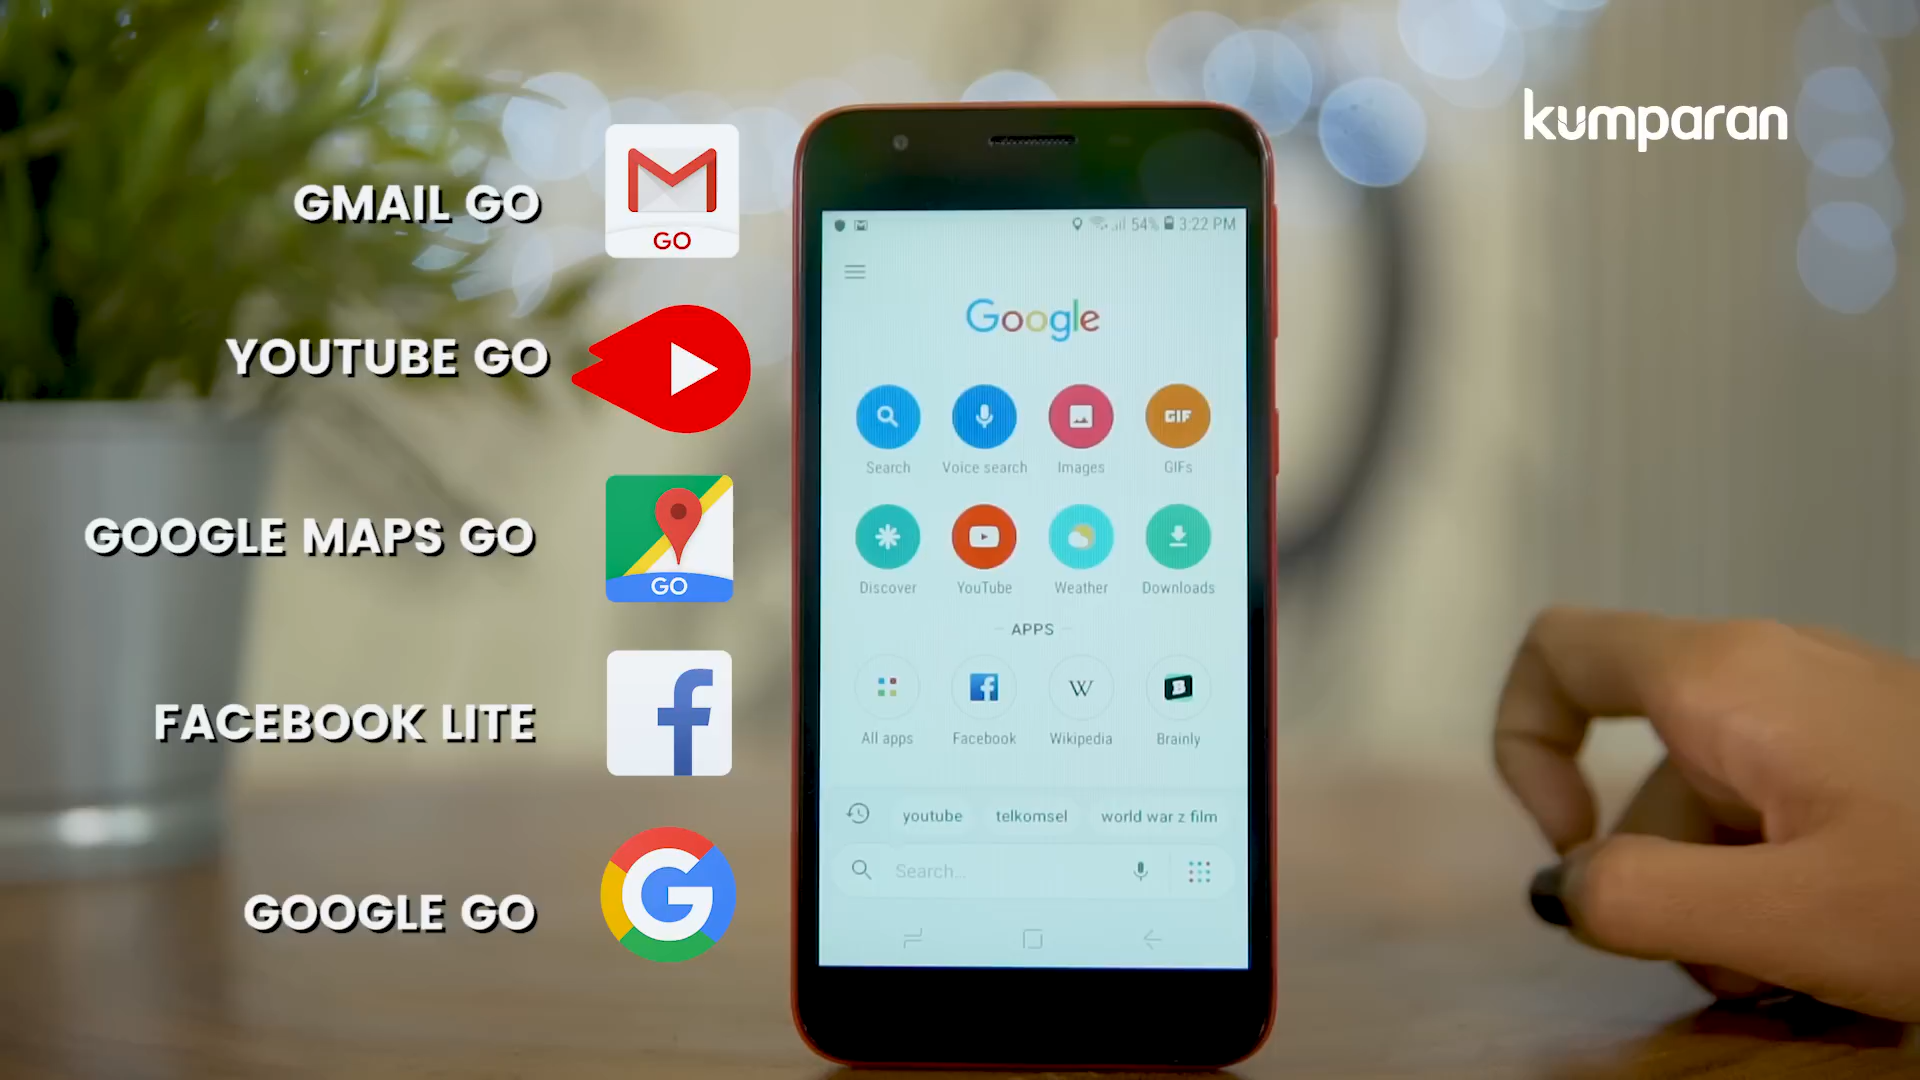 kumparan
GMAIL GO
GO
YOUTUBE GO
GOOGLE MAPS GO
GO
FACEBOOK LITE
GOOGLE GO
54% 3:22 PM
Google
Search Voice search Images GIFs
GIF
Discover YouTube Weather Downloads
APPS
W
B
All apps Facebook Wikipedia Brainly
youtube telkomsel world war z film
Search...